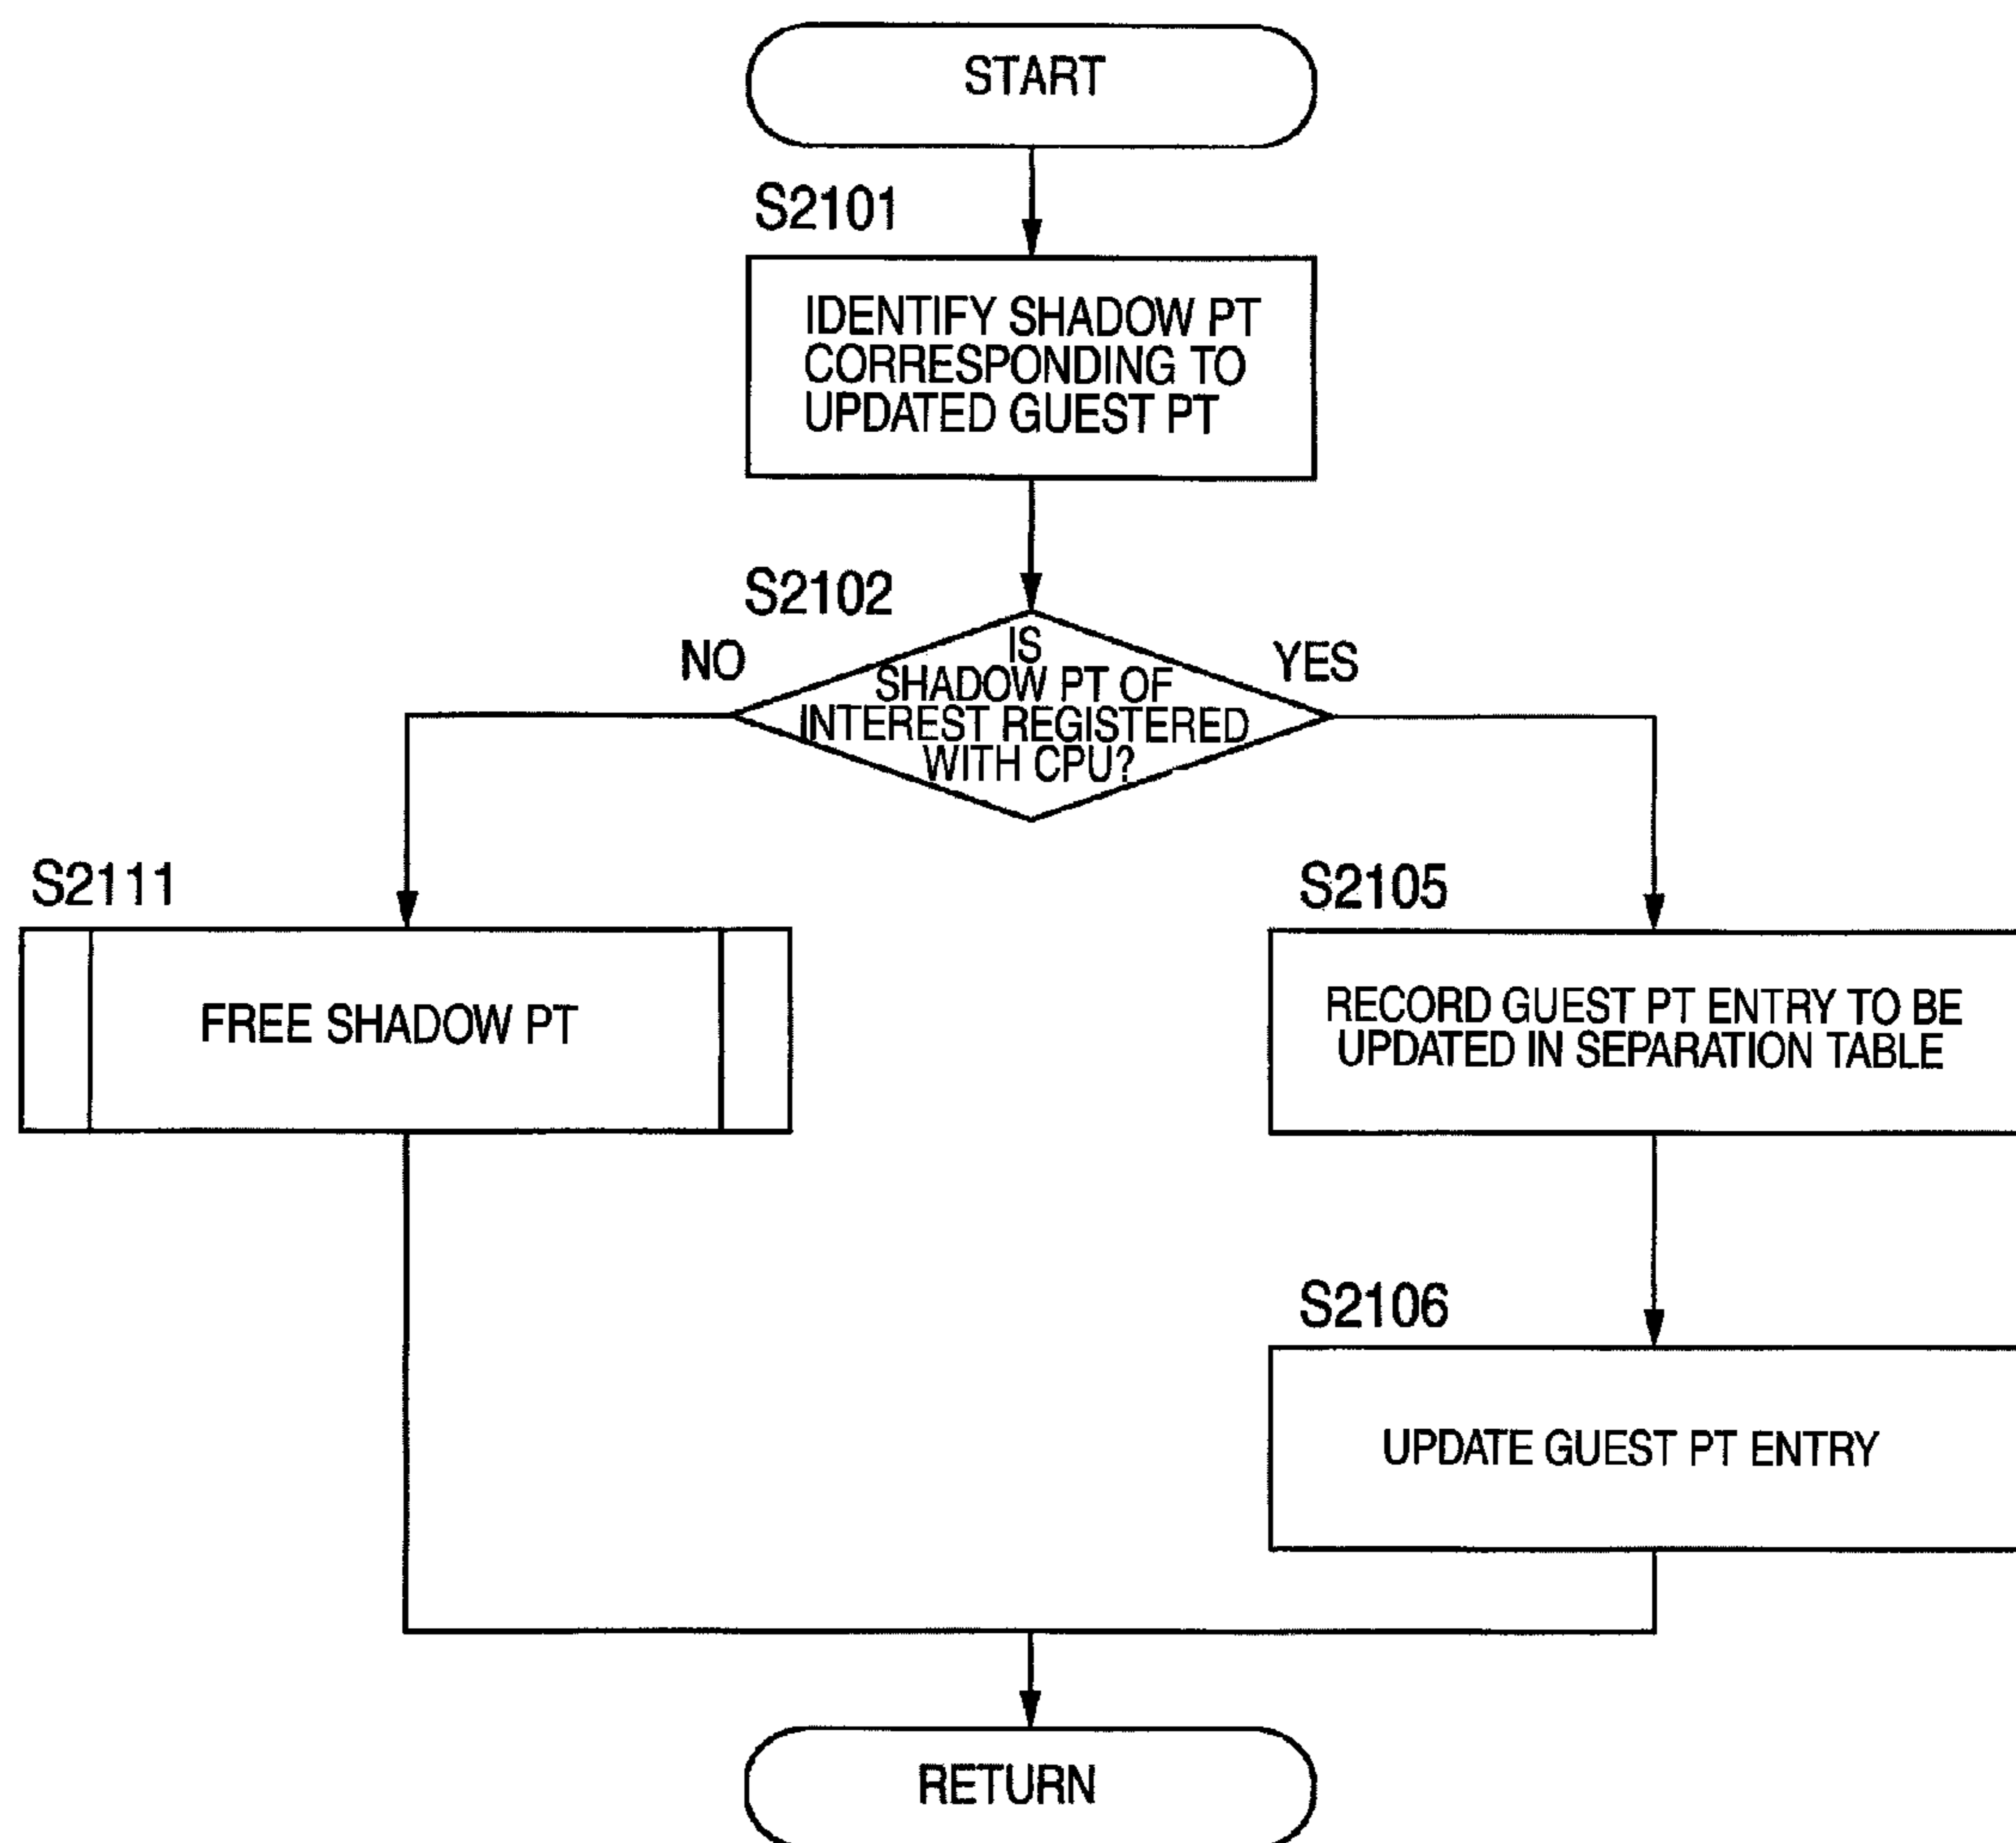 START
S2101
IDENTIFY SHADOW PT
CORRESPONDING TO
UPDATED GUEST PT
S2102
NO
IS
SHADOW PT OF
INTEREST REGISTERED
WITH CPU?
YES
S2111
FREE SHADOW PT
S2105
RECORD GUEST PT ENTRY TO BE
UPDATED IN SEPARATION TABLE
S2106
UPDATE GUEST PT ENTRY
RETURN